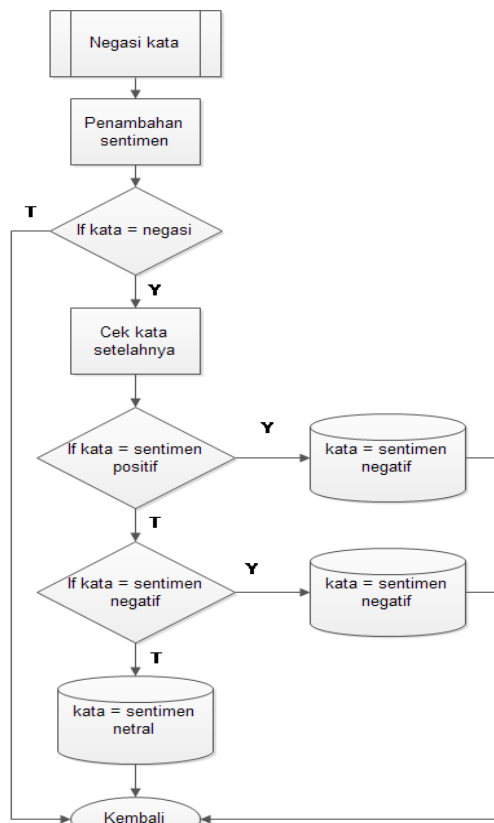 Negasi kata
Penambahan
sentimen
T
If kata = negasi
Y
Cek kata
setelahnya
If kata = sentimen
positif
Y
kata = sentimen
negatif
T
If kata = sentimen
negatif
Y
kata = sentimen
negatif
T
kata = sentimen
netral
Kembali